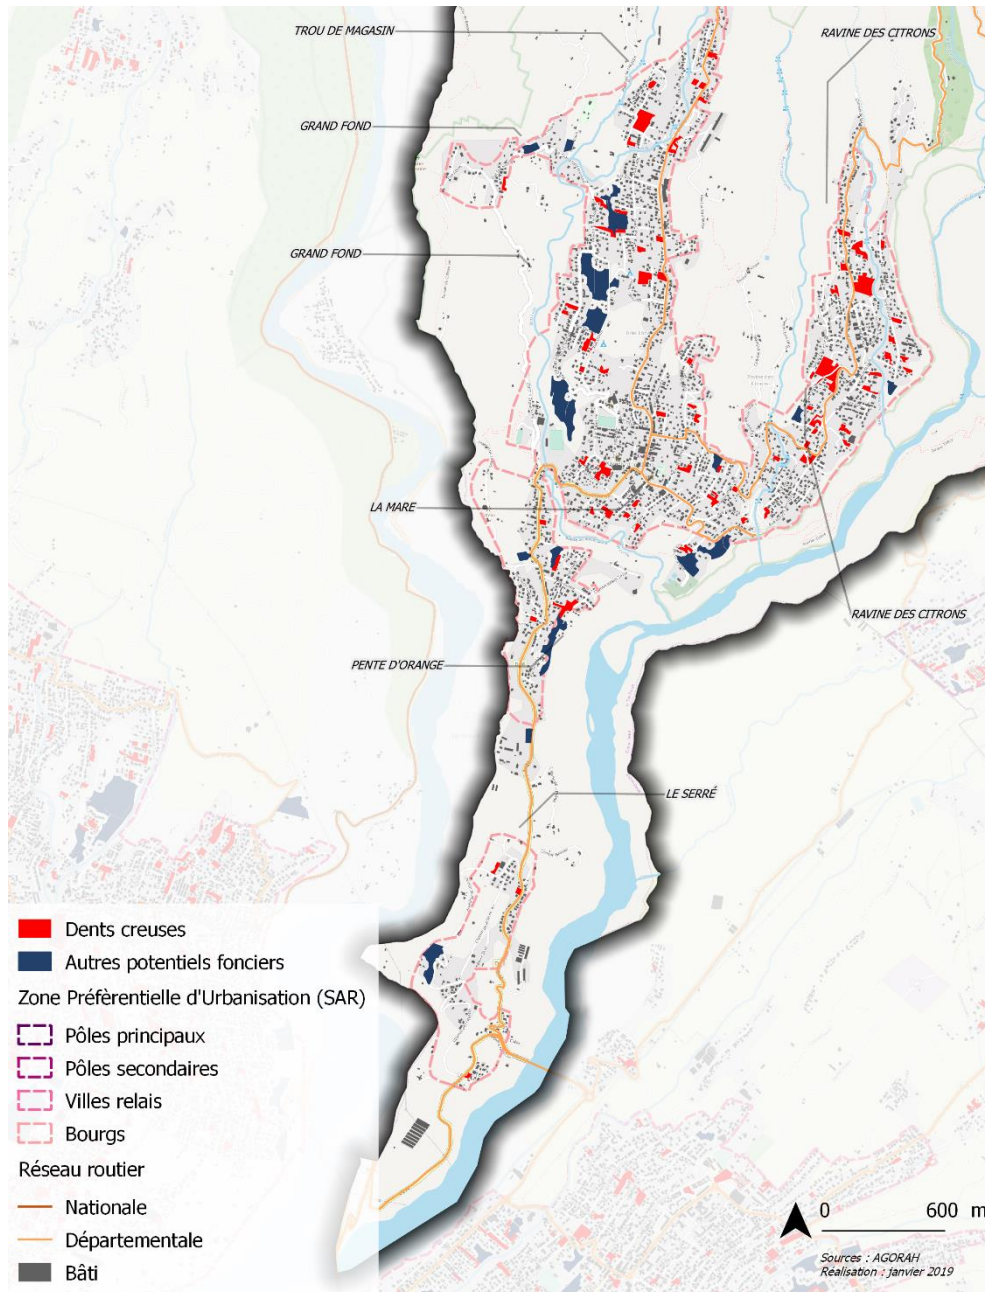 TROU DE MAGASIN
RAVINE DES CITRONS
GRAND FOND
GRAND FOND
LA MARE
RAVINE DES CITRONS
PENTE D'ORANGE
LE SERRÉ
Dents creuses
Autres potentiels fonciers
Zone Préfèrentielle d'Urbanisation (SAR)
Pôles principaux
Pôles secondaires
Villes relais
Bourgs
Réseau routier
Nationale
Départementale
Bâti
0 600 m
Sources : AGORAH
Réalisation : janvier 2019